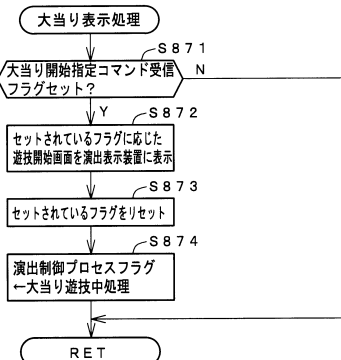 大当り表示処理
S871
大当り開始指定コマンド受信
フラグセット?
N
Y
S872
セットされているフラグに応じた
遊技開始画面を演出表示装置に表示
S873
セットされているフラグをリセット
S874
演出制御プロセスフラグ
←大当り遊技中処理
RET